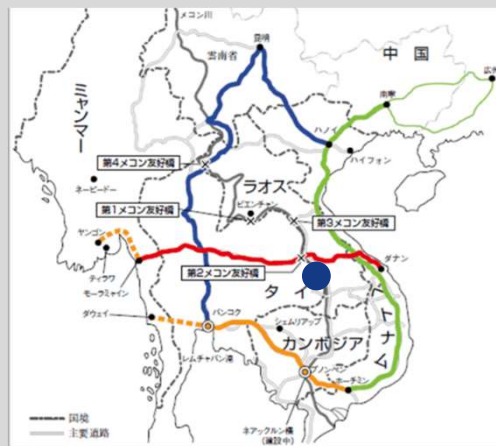 メコン川
昆明
雲南省
中国
広州
南寧
ミャンマー
ハノイ
ハイフォン
第4メコン友好橋
ラオス
ネーピードー
第1メコン友好橋
ビエンチャン
第3メコン友好橋
ヤンゴン
ティラワ
モーラミャイン
第2メコン友好橋
ダナン
タイ
ベトナム
ダウェイ
バンコク
シェムリアップ
レムチャバン港
カンボジア
プノンペン
ホーチミン
ネアックルン橋
(建設中)
国境
主要道路